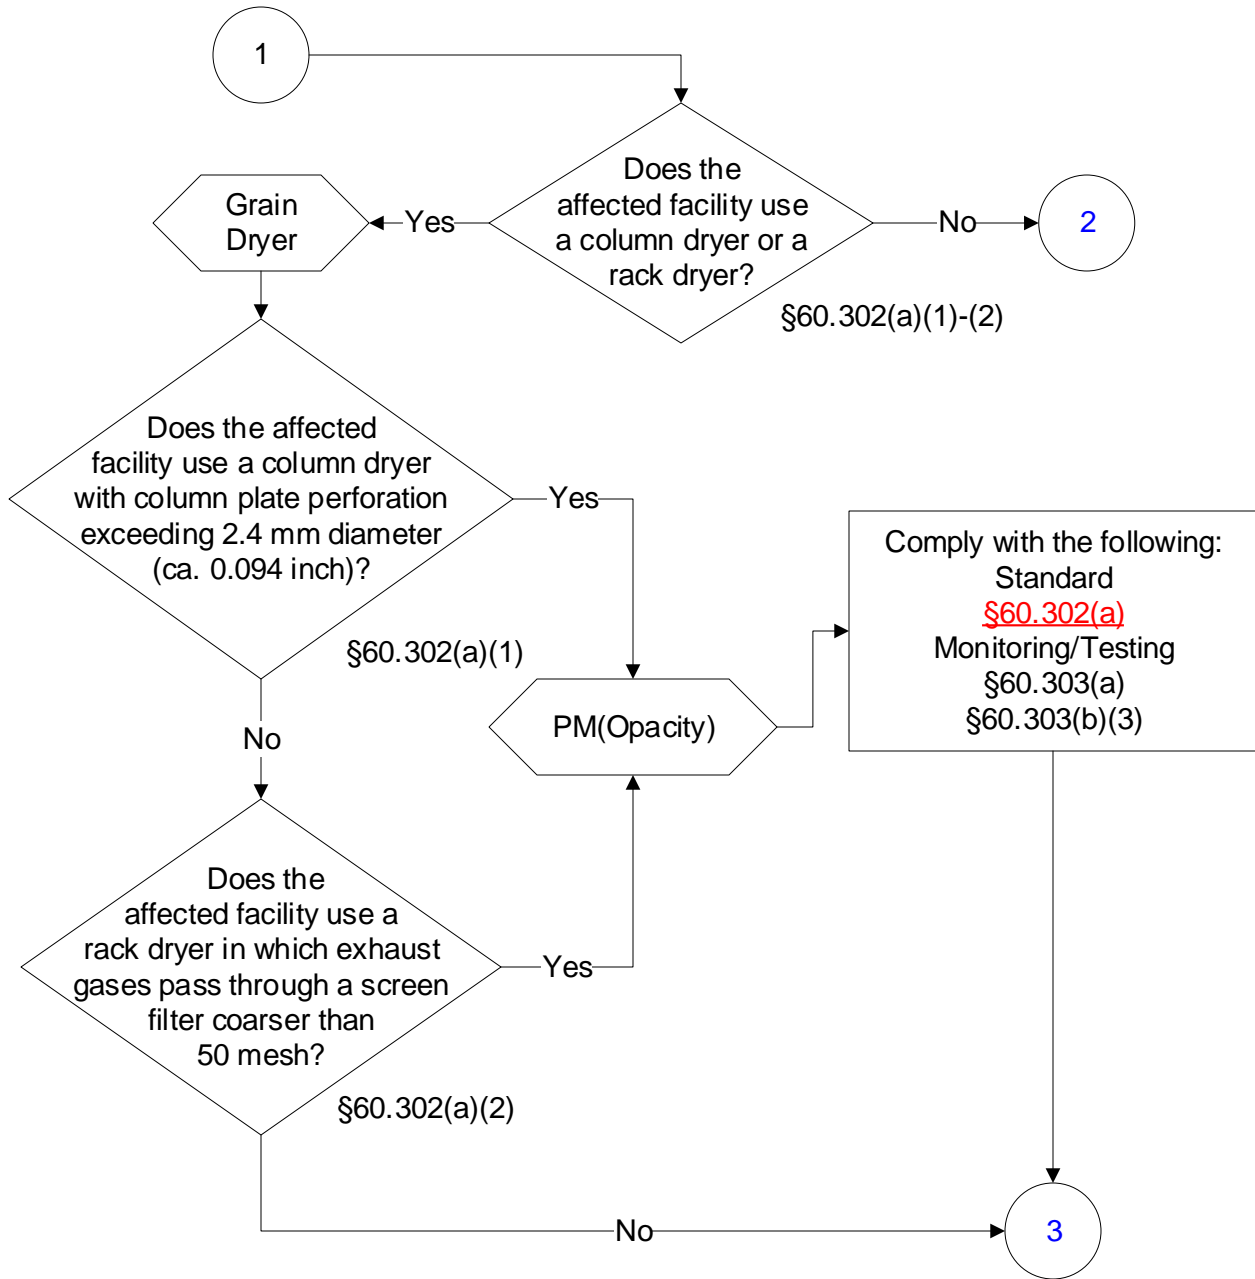 1
Does the
affected facility use
a column dryer or a
rack dryer?
Grain
Dryer
Yes
No
2
§60.302(a)(1)-(2)
Does the affected
facility use a column dryer
with column plate perforation
exceeding 2.4 mm diameter
(ca. 0.094 inch)?
Yes
§60.302(a)(1)
Comply with the following:
Standard
§60.302(a)
Monitoring/Testing
§60.303(a)
§60.303(b)(3)
PM(Opacity)
No
Does the
affected facility use a
rack dryer in which exhaust
gases pass through a screen
filter coarser than
50 mesh?
Yes
§60.302(a)(2)
No
3